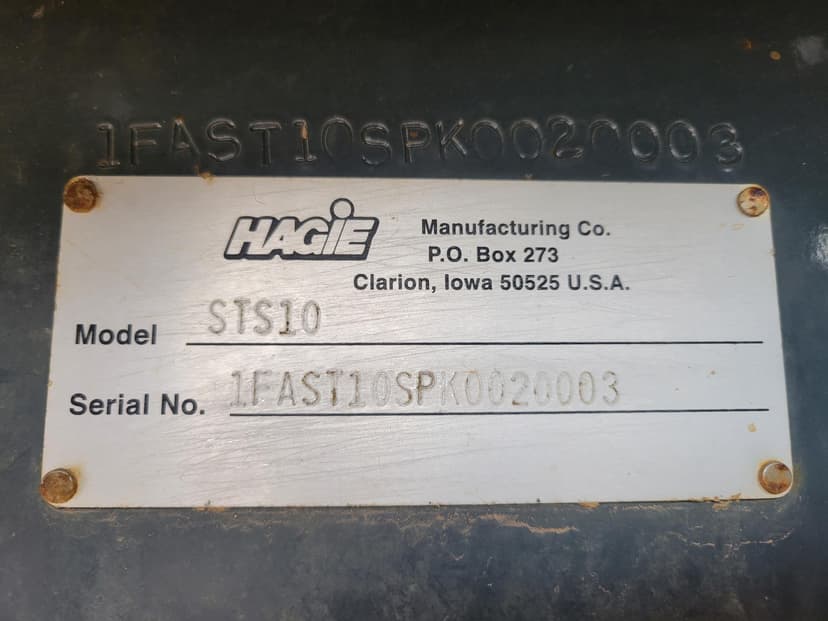 1FAST10SPK0020003
HAGIE
Manufacturing Co.
P.O. Box 273
Clarion, Iowa 50525 U.S.A.
Model STS10
Serial No. 1FAST10SPK0020003